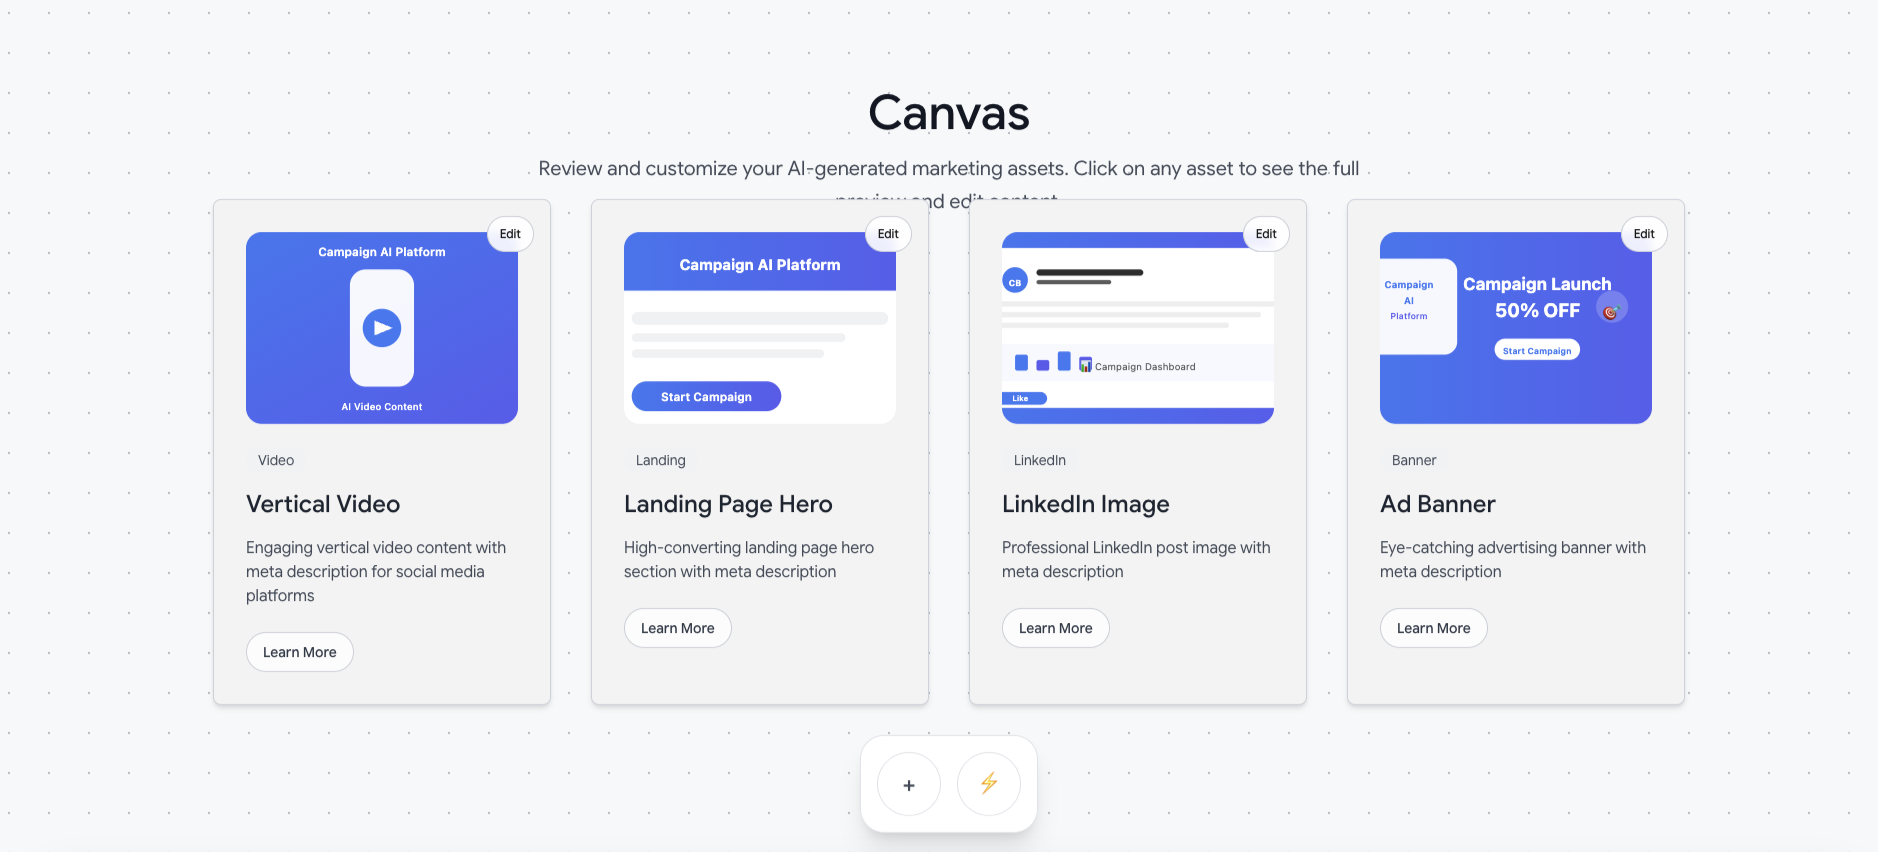 Canvas
Review and customize your AI-generated marketing assets. Click on any asset to see the full
preview and edit content.
Edit
Campaign AI Platform
AI Video Content
Video
Vertical Video
Engaging vertical video content with
meta description for social media
platforms
Learn More
Edit
Campaign AI Platform
Start Campaign
Landing
Landing Page Hero
High-converting landing page hero
section with meta description
Learn More
Edit
CB
Campaign Dashboard
Like
LinkedIn
LinkedIn Image
Professional LinkedIn post image with
meta description
Learn More
Edit
Campaign
AI
Platform
Campaign Launch
50% OFF
Start Campaign
Banner
Ad Banner
Eye-catching advertising banner with
meta description
Learn More
+